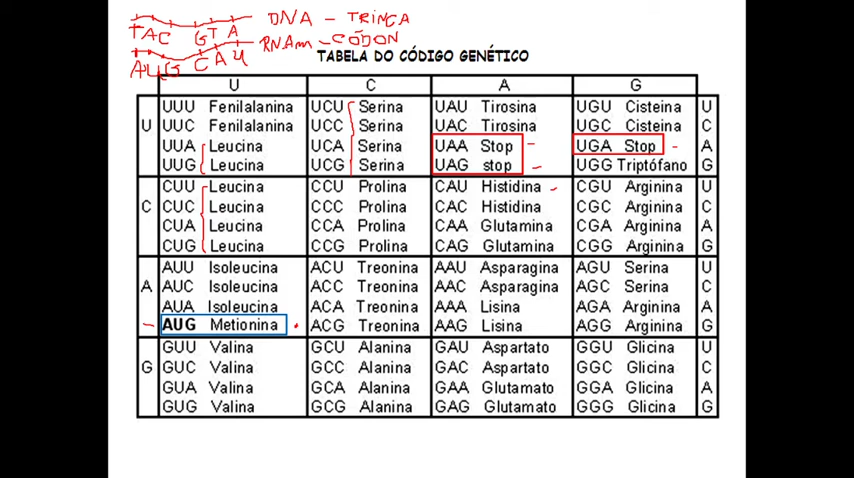 DNA - TRINCA
TAC GTA
RNAm - CÓDON
AUG CAU
TABELA DO CÓDIGO GENÉTICO
U C A G
UUU Fenilalanina UCU Serina UAU Tirosina UGU Cisteina U
U UUC Fenilalanina UCC Serina UAC Tirosina UGC Cisteina C
UUA Leucina UCA Serina UAA Stop UGA Stop A
UUG Leucina UCG Serina UAG stop UGG Triptófano G
CUU Leucina CCU Prolina CAU Histidina CGU Arginina U
C CUC Leucina CCC Prolina CAC Histidina CGC Arginina C
CUA Leucina CCA Prolina CAA Glutamina CGA Arginina A
CUG Leucina CCG Prolina CAG Glutamina CGG Arginina G
AUU Isoleucina ACU Treonina AAU Asparagina AGU Serina U
A AUC Isoleucina ACC Treonina AAC Asparagina AGC Serina C
AUA Isoleucina ACA Treonina AAA Lisina AGA Arginina A
AUG Metionina ACG Treonina AAG Lisina AGG Arginina G
GUU Valina GCU Alanina GAU Aspartato GGU Glicina U
G GUC Valina GCC Alanina GAC Aspartato GGC Glicina C
GUA Valina GCA Alanina GAA Glutamato GGA Glicina A
GUG Valina GCG Alanina GAG Glutamato GGG Glicina G